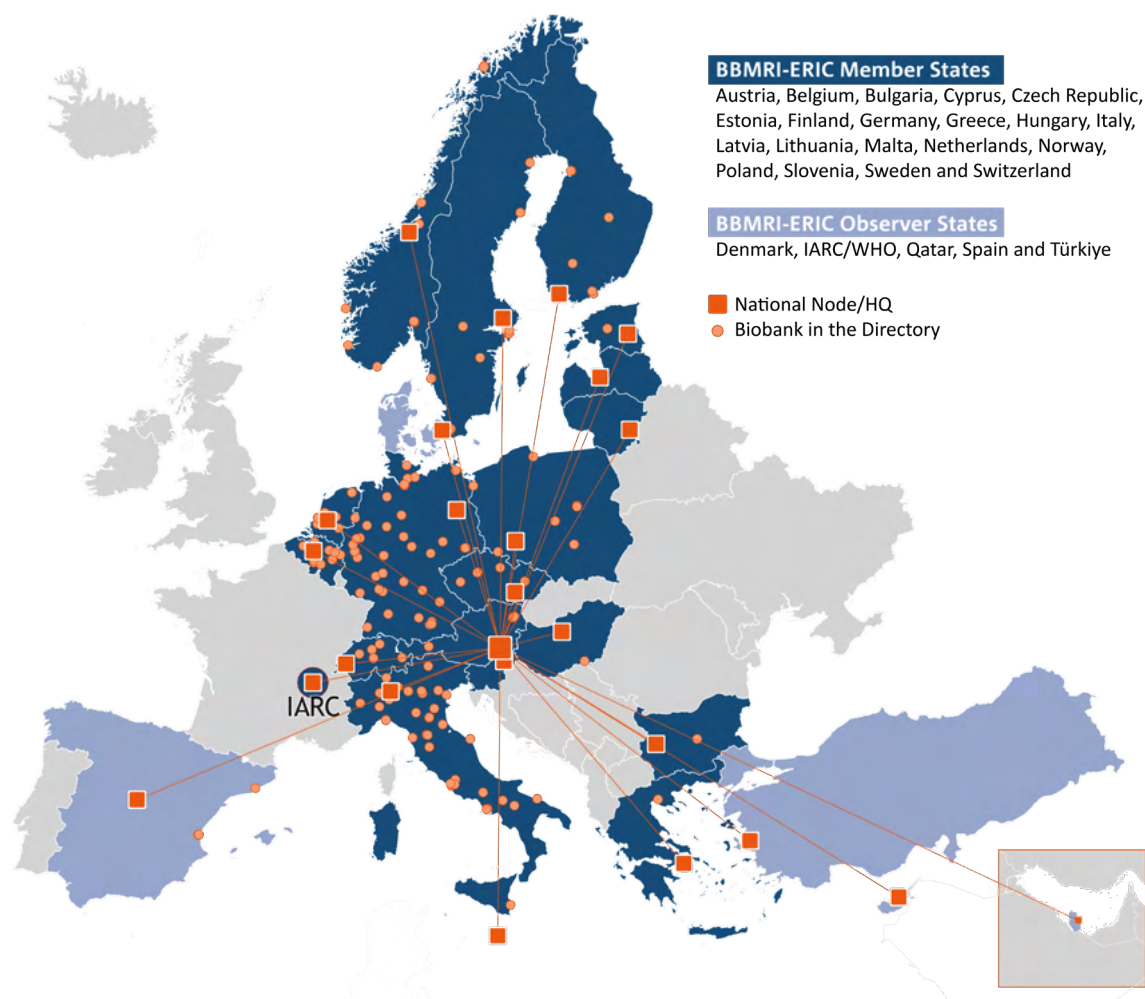 BBMRI-ERIC Member States
Austria, Belgium, Bulgaria, Cyprus, Czech Republic,
Estonia, Finland, Germany, Greece, Hungary, Italy,
Latvia, Lithuania, Malta, Netherlands, Norway,
Poland, Slovenia, Sweden and Switzerland
BBMRI-ERIC Observer States
Denmark, IARC/WHO, Qatar, Spain and Türkiye
National Node/HQ
Biobank in the Directory
IARC